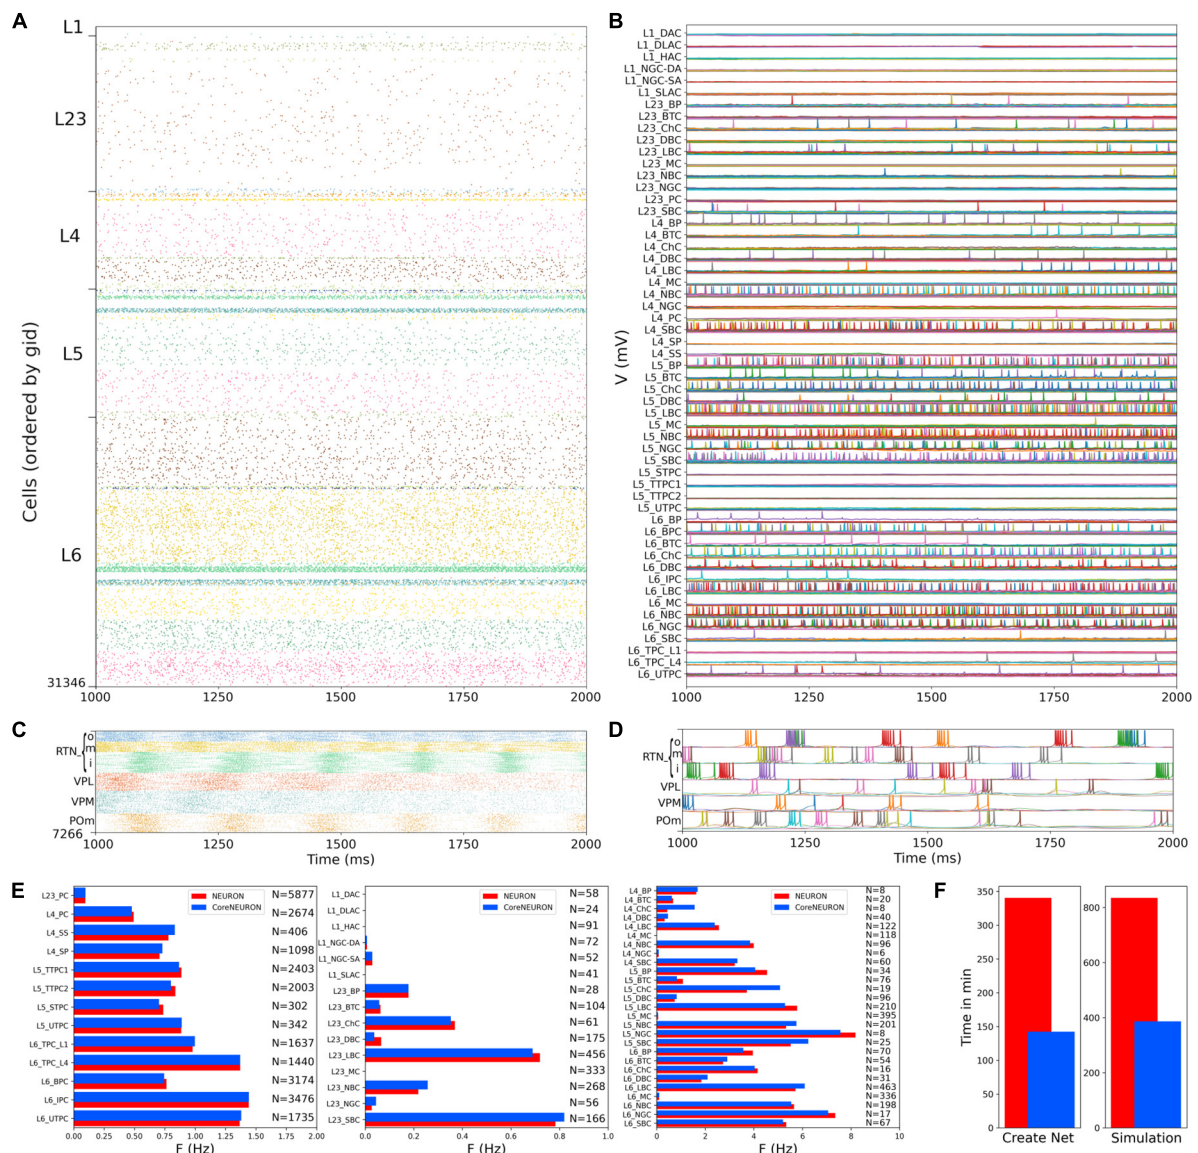 A
L1
L23
L4
L5
L6
Cells (ordered by gid)
31346
1000 1250 1500 1750 2000
B
L1_DAC
L1_DLAC
L1_HAC
L1_NGC-DA
L1_NGC-SA
L1_SLAC
L23_BP
L23_BTC
L23_ChC
L23_DBC
L23_LBC
L23_MC
L23_NBC
L23_NGC
L23_PC
L23_SBC
L4_BP
L4_BTC
L4_ChC
L4_DBC
L4_LBC
L4_MC
L4_NBC
L4_NGC
L4_PC
L4_SBC
L4_SP
L4_SS
L5_BP
L5_BTC
L5_ChC
L5_DBC
L5_LBC
L5_MC
L5_NBC
L5_NGC
L5_SBC
L5_STPC
L5_TTPC1
L5_TTPC2
L5_UTPC
L6_BP
L6_BPC
L6_BTC
L6_ChC
L6_DBC
L6_IPC
L6_LBC
L6_MC
L6_NBC
L6_NGC
L6_SBC
L6_TPC_L1
L6_TPC_L4
L6_UTPC
V (mV)
1000 1250 1500 1750 2000
C
RTN_
o
m
i
VPL
VPM
POm
7266
1000 1250 1500 1750 2000
Time (ms)
D
RTN_
o
m
i
VPL
VPM
POm
1000 1250 1500 1750 2000
Time (ms)
E
NEURON
CoreNEURON
L23_PC N=5877
L4_PC N=2674
L4_SS N=406
L4_SP N=1098
L5_TTPC1 N=2403
L5_TTPC2 N=2003
L5_STPC N=302
L5_UTPC N=342
L6_TPC_L1 N=1637
L6_TPC_L4 N=1440
L6_BPC N=3174
L6_IPC N=3476
L6_UTPC N=1735
0.00 0.25 0.50 0.75 1.00 1.25 1.50 1.75 2.00
F (Hz)
NEURON
CoreNEURON
L1_DAC N=58
L1_DLAC N=24
L1_HAC N=91
L1_NGC-DA N=72
L1_NGC-SA N=52
L1_SLAC N=41
L23_BP N=28
L23_BTC N=104
L23_ChC N=61
L23_DBC N=175
L23_LBC N=456
L23_MC N=333
L23_NBC N=268
L23_NGC N=56
L23_SBC N=166
0.0 0.2 0.4 0.6 0.8 1.0
F (Hz)
NEURON
CoreNEURON
L4_BP N=8
L4_BTC N=20
L4_ChC N=8
L4_DBC N=40
L4_LBC N=122
L4_MC N=118
L4_NBC N=96
L4_NGC N=6
L4_SBC N=60
L5_BP N=34
L5_BTC N=76
L5_ChC N=19
L5_DBC N=96
L5_LBC N=210
L5_MC N=395
L5_NBC N=201
L5_NGC N=8
L5_SBC N=25
L6_BP N=70
L6_BTC N=54
L6_ChC N=16
L6_DBC N=31
L6_LBC N=463
L6_MC N=336
L6_NBC N=198
L6_NGC N=17
L6_SBC N=67
0 2 4 6 8 10
F (Hz)
F
Time in min
350
300
250
200
150
100
50
0
Create Net
800
600
400
200
0
Simulation